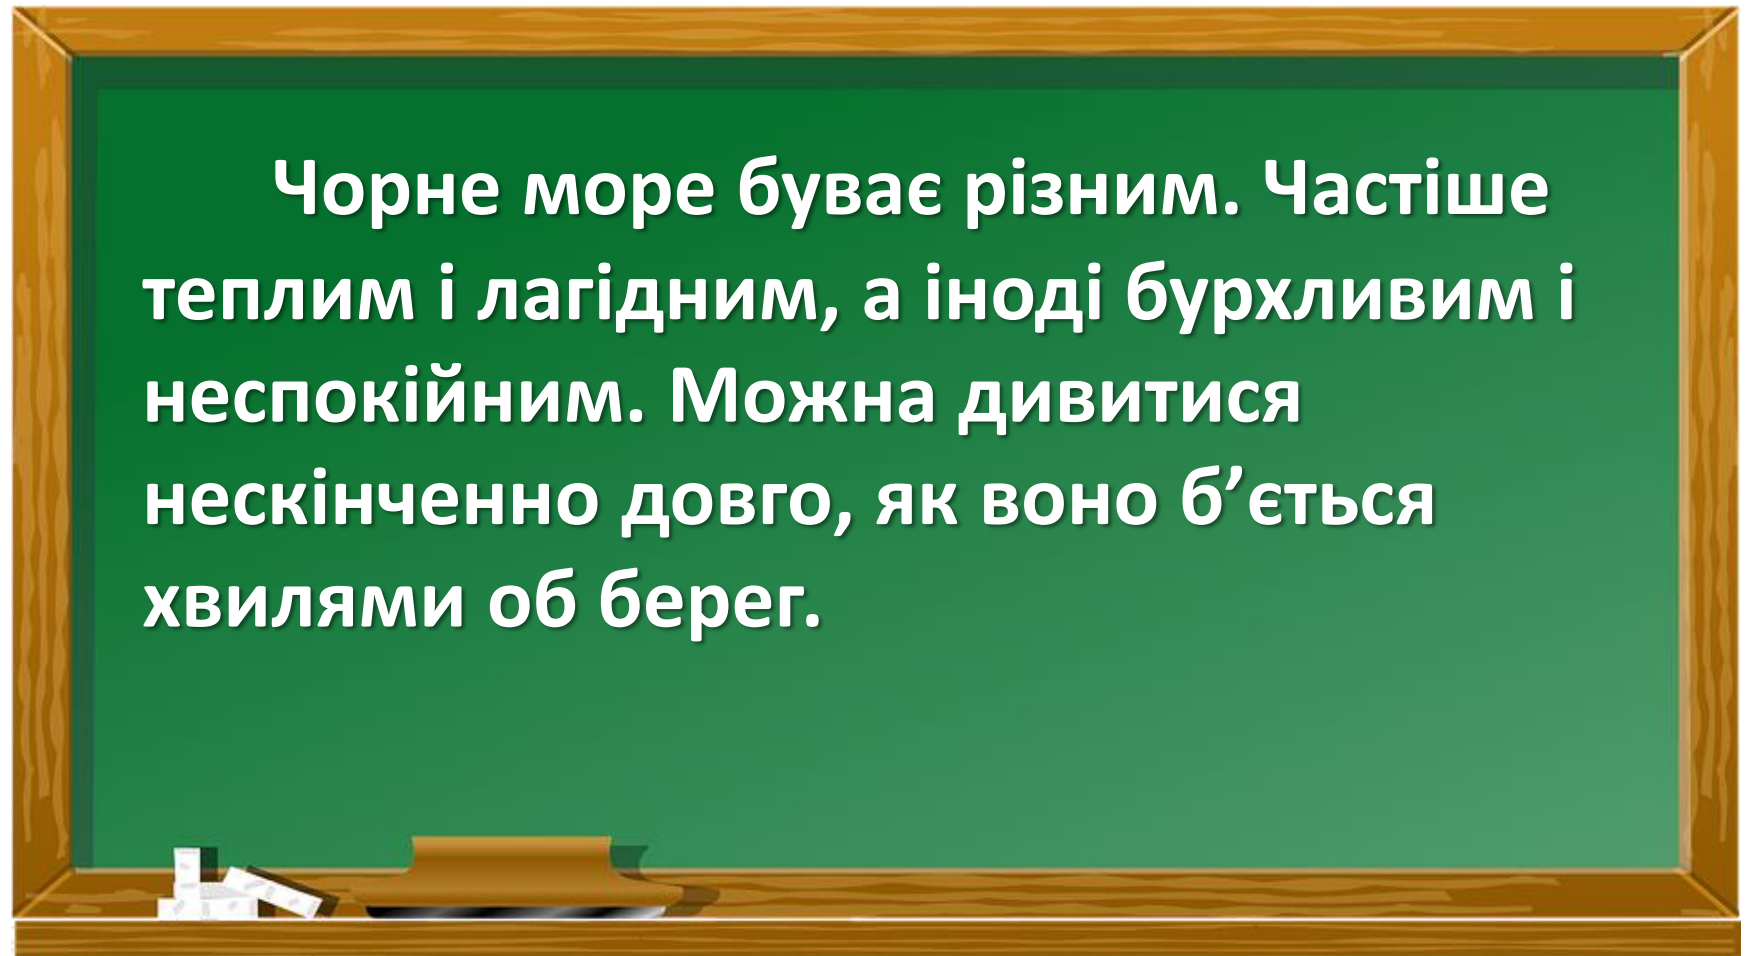 Чорне море буває різним. Частіше
теплим і лагідним, а іноді бурхливим і
неспокійним. Можна дивитися
нескінченно довго, як воно б’ється
хвилями об берег.